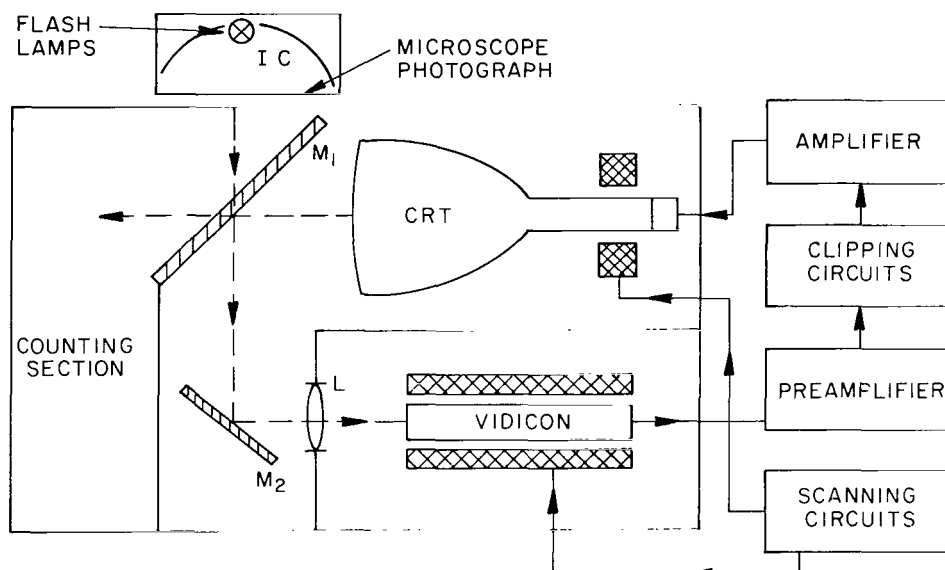 FLASH
LAMPS
I C
MICROSCOPE
PHOTOGRAPH
M1
CRT
AMPLIFIER
CLIPPING
CIRCUITS
COUNTING
SECTION
L
VIDICON
PREAMPLIFIER
M2
SCANNING
CIRCUITS